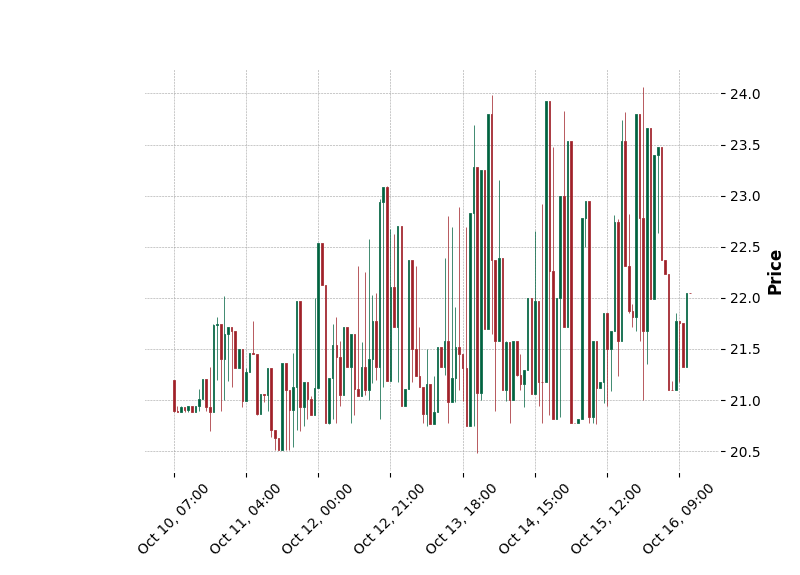 24.0
23.5
23.0
22.5
22.0
21.5
21.0
20.5
Price
Oct 10, 07:00
Oct 11, 04:00
Oct 12, 00:00
Oct 12, 21:00
Oct 13, 18:00
Oct 14, 15:00
Oct 15, 12:00
Oct 16, 09:00